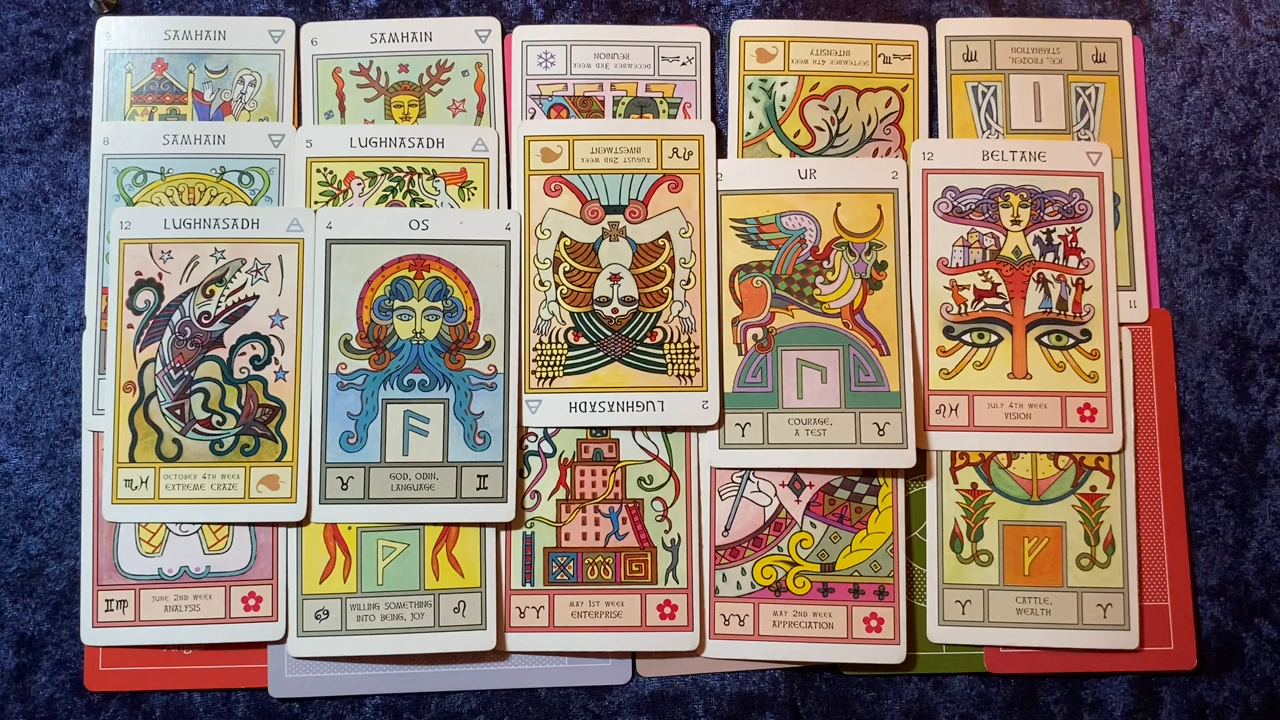 8 SAMHAIN
6 SAMHAIN
DECEMBER 3RD WEEK
REUNION
SEPTEMBER 4TH WEEK
INTENSITY
ICE, FROZEN,
STAGNATION
8 SAMHAIN
5 LUGHNASADH
AUGUST 2ND WEEK
INVESTMENT
2 LUGHNASADH
2 UR 2
COURAGE,
A TEST
12 BELTANE
JULY 4TH WEEK
VISION
11
12 LUGHNASADH
OCTOBER 4TH WEEK
EXTREME CRAZE
4 OS 4
GOD, ODIN,
LANGUAGE
JUNE 2ND WEEK
ANALYSIS
WILLING SOMETHING
INTO BEING, JOY
MAY 1ST WEEK
ENTERPRISE
MAY 2ND WEEK
APPRECIATION
CATTLE,
WEALTH